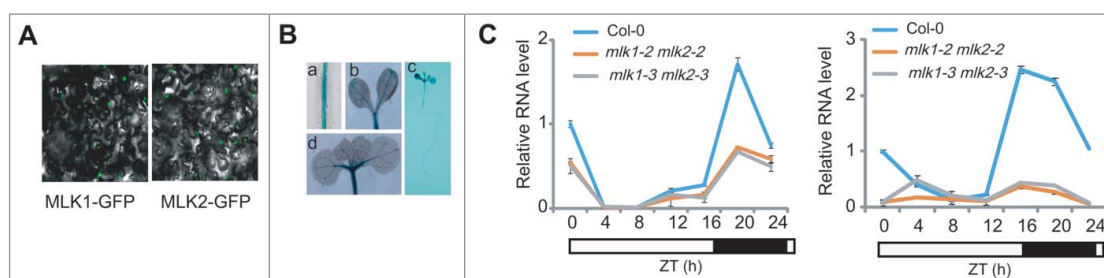 A
MLK1-GFP MLK2-GFP
B
a b c
d
C
Relative RNA level
2
1
0
Col-0
mlk1-2 mlk2-2
mlk1-3 mlk2-3
0 4 8 12 16 20 24
ZT (h)
Relative RNA level
3
2
1
0
Col-0
mlk1-2 mlk2-2
mlk1-3 mlk2-3
0 4 8 12 16 20 24
ZT (h)